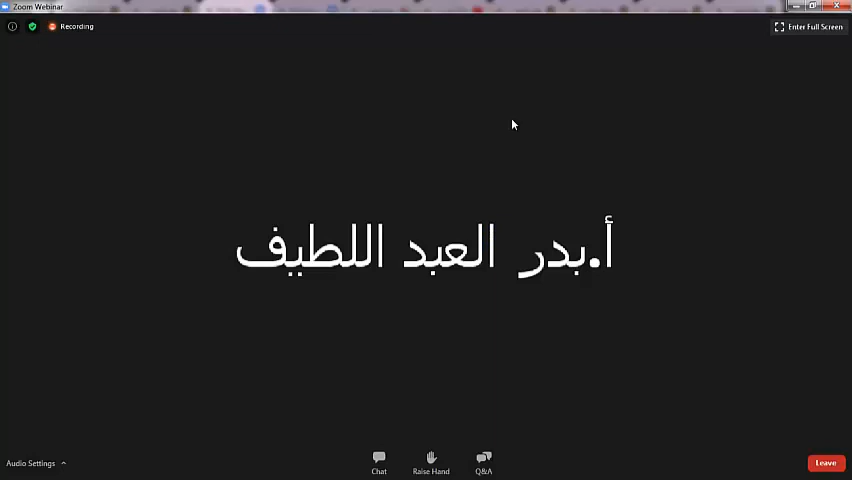 Zoom Webinar
Recording
Enter Full Screen
أ.بدر العبد اللطيف
Audio Settings
Chat
Raise Hand
Q&A
Leave